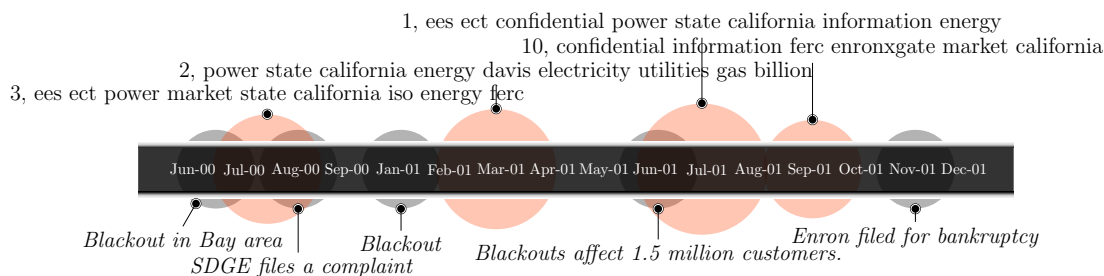 1, ees ect confidential power state california information energy
10, confidential information ferc enronxgate market california
2, power state california energy davis electricity utilities gas billion
3, ees ect power market state california iso energy ferc
Jun-00 Jul-00 Aug-00 Sep-00 Jan-01 Feb-01 Mar-01 Apr-01 May-01 Jun-01 Jul-01 Aug-01 Sep-01 Oct-01 Nov-01 Dec-01
Blackout in Bay area
SDGE files a complaint
Blackout
Blackouts affect 1.5 million customers.
Enron filed for bankruptcy